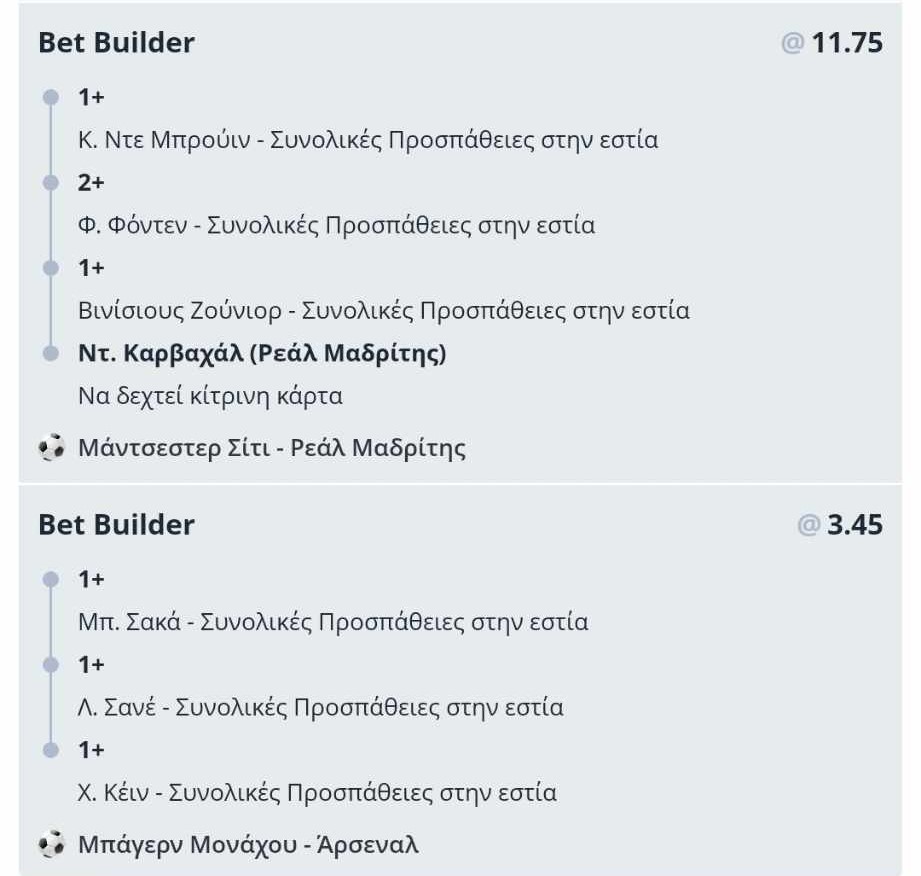 Bet Builder @ 11.75
1+
Κ. Ντε Μπρούιν - Συνολικές Προσπάθειες στην εστία
2+
Φ. Φόντεν - Συνολικές Προσπάθειες στην εστία
1+
Βινίσιους Ζούνιορ - Συνολικές Προσπάθειες στην εστία
Ντ. Καρβαχάλ (Ρεάλ Μαδρίτης)
Να δεχτεί κίτρινη κάρτα
Μάντσεστερ Σίτι - Ρεάλ Μαδρίτης
Bet Builder @ 3.45
1+
Μπ. Σακά - Συνολικές Προσπάθειες στην εστία
1+
Λ. Σανέ - Συνολικές Προσπάθειες στην εστία
1+
Χ. Κέιν - Συνολικές Προσπάθειες στην εστία
Μπάγερν Μονάχου - Άρσεναλ